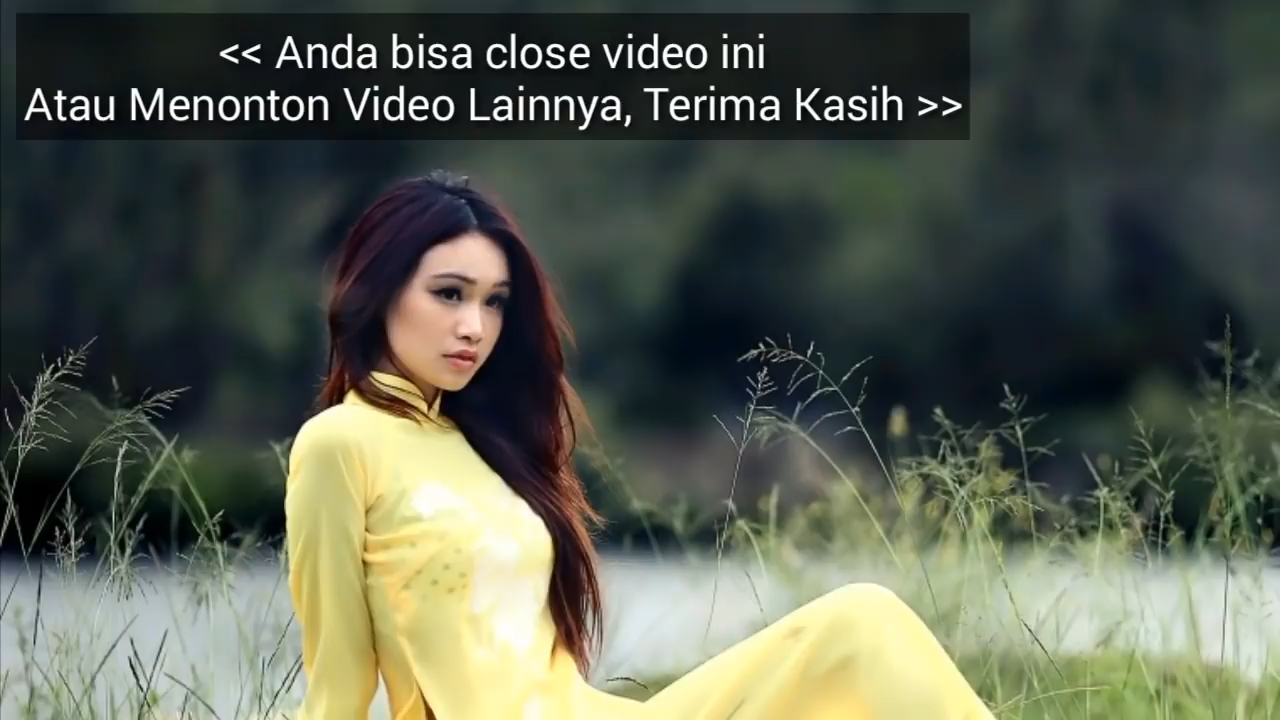 << Anda bisa close video ini
Atau Menonton Video Lainnya, Terima Kasih >>